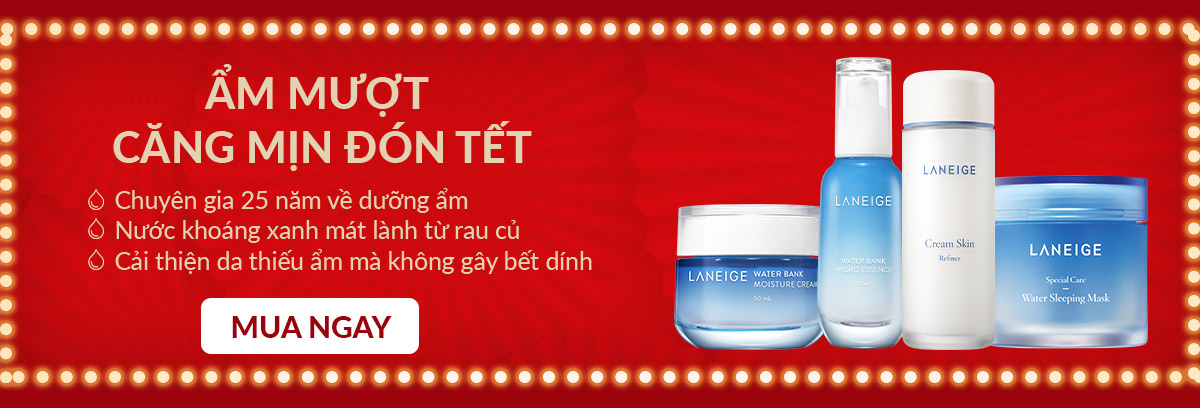 ẨM MƯỢT
CĂNG MỊN ĐÓN TẾT
Chuyên gia 25 năm về dưỡng ẩm
Nước khoáng xanh mát lành từ rau củ
Cải thiện da thiếu ẩm mà không gây bết dính
MUA NGAY
LANEIGE WATER BANK
MOISTURE CREAM
50 mL
LANEIGE
WATER BANK
HYDRO ESSENCE
LANEIGE
Cream Skin
Refiner
LANEIGE
Special Care
Water Sleeping Mask